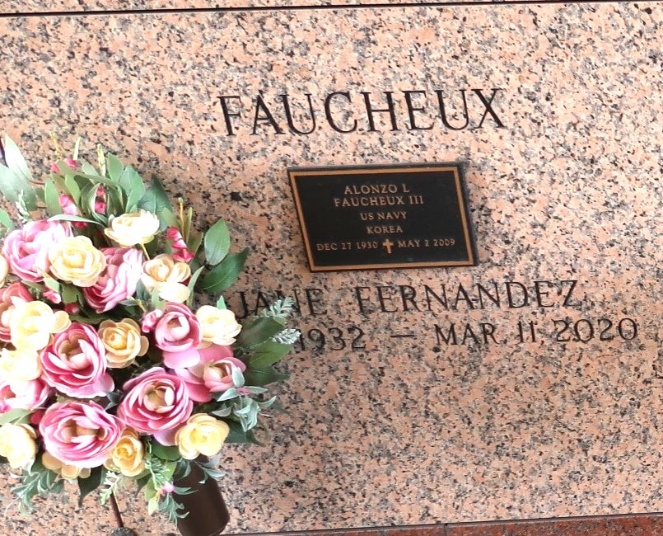 FAUCHEUX
ALONZO L
FAUCHEUX III
US NAVY
KOREA
DEC 27 1930 ✝ MAY 2 2009
JANE FERNANDEZ
1932 — MAR 11 2020